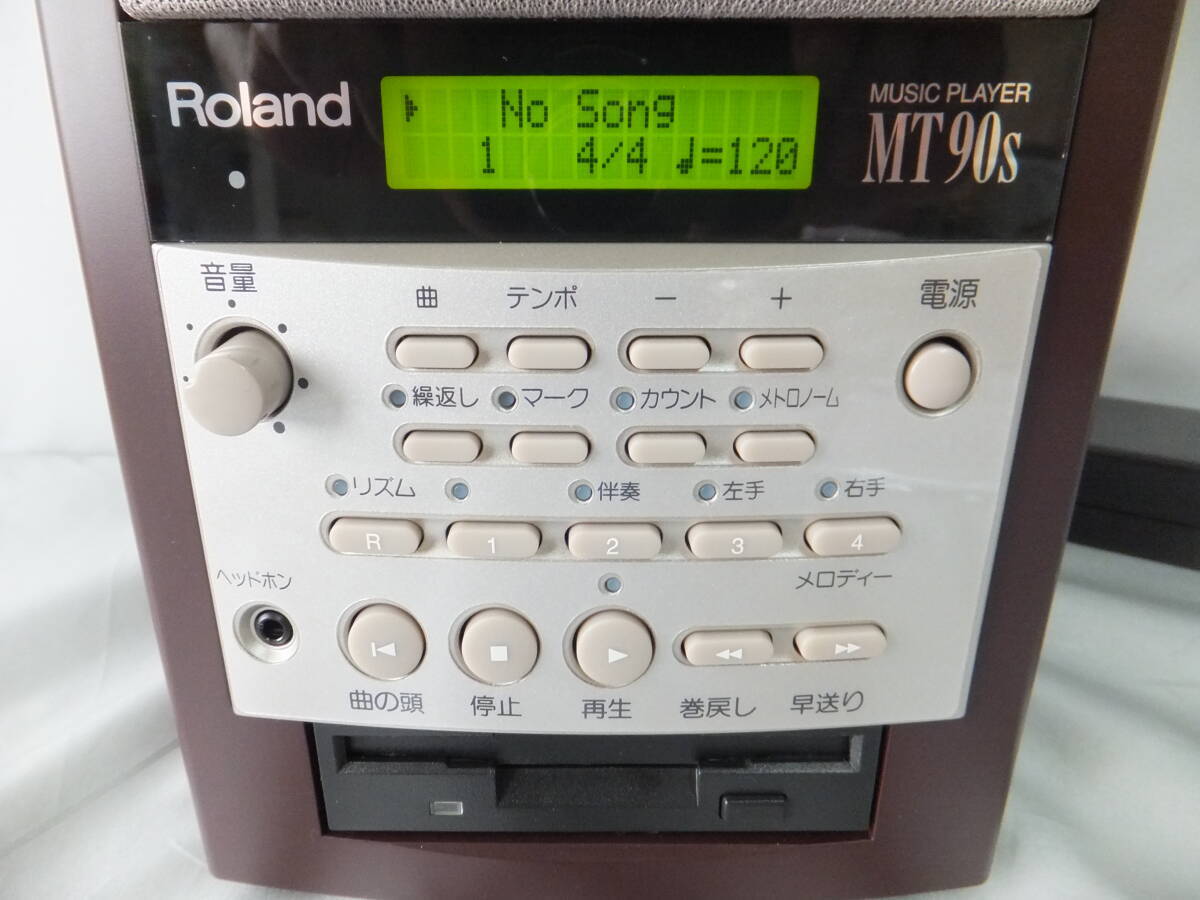 Roland
No Song
1 4/4 ♩=120
MUSIC PLAYER
MT90s
音量
曲 テンポ － ＋
電源
繰返し マーク カウント メトロノーム
リズム 伴奏 左手 右手
R 1 2 3 4
ヘッドホン
メロディー
曲の頭 停止 再生 巻戻し 早送り